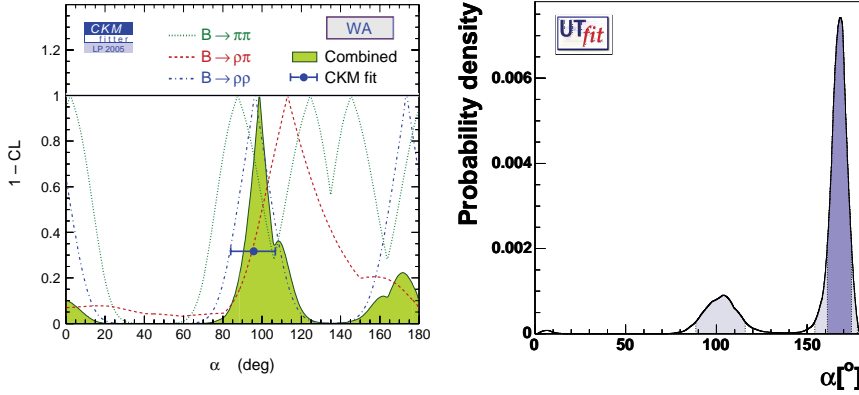 CKM
fitter
LP 2005
B → ππ
B → ρπ
B → ρρ
WA
Combined
CKM fit
1 – CL
1.2
1
0.8
0.6
0.4
0.2
0
0 20 40 60 80 100 120 140 160 180
α (deg)
UTfit
Probability density
0.006
0.004
0.002
0
0 50 100 150
α[º]